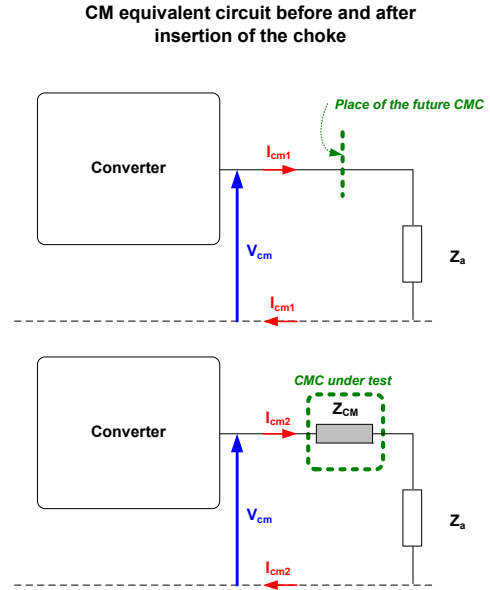 CM equivalent circuit before and after
insertion of the choke
Place of the future CMC
Icm1
Converter
Vcm
Za
Icm1
CMC under test
ZCM
Icm2
Converter
Vcm
Za
Icm2